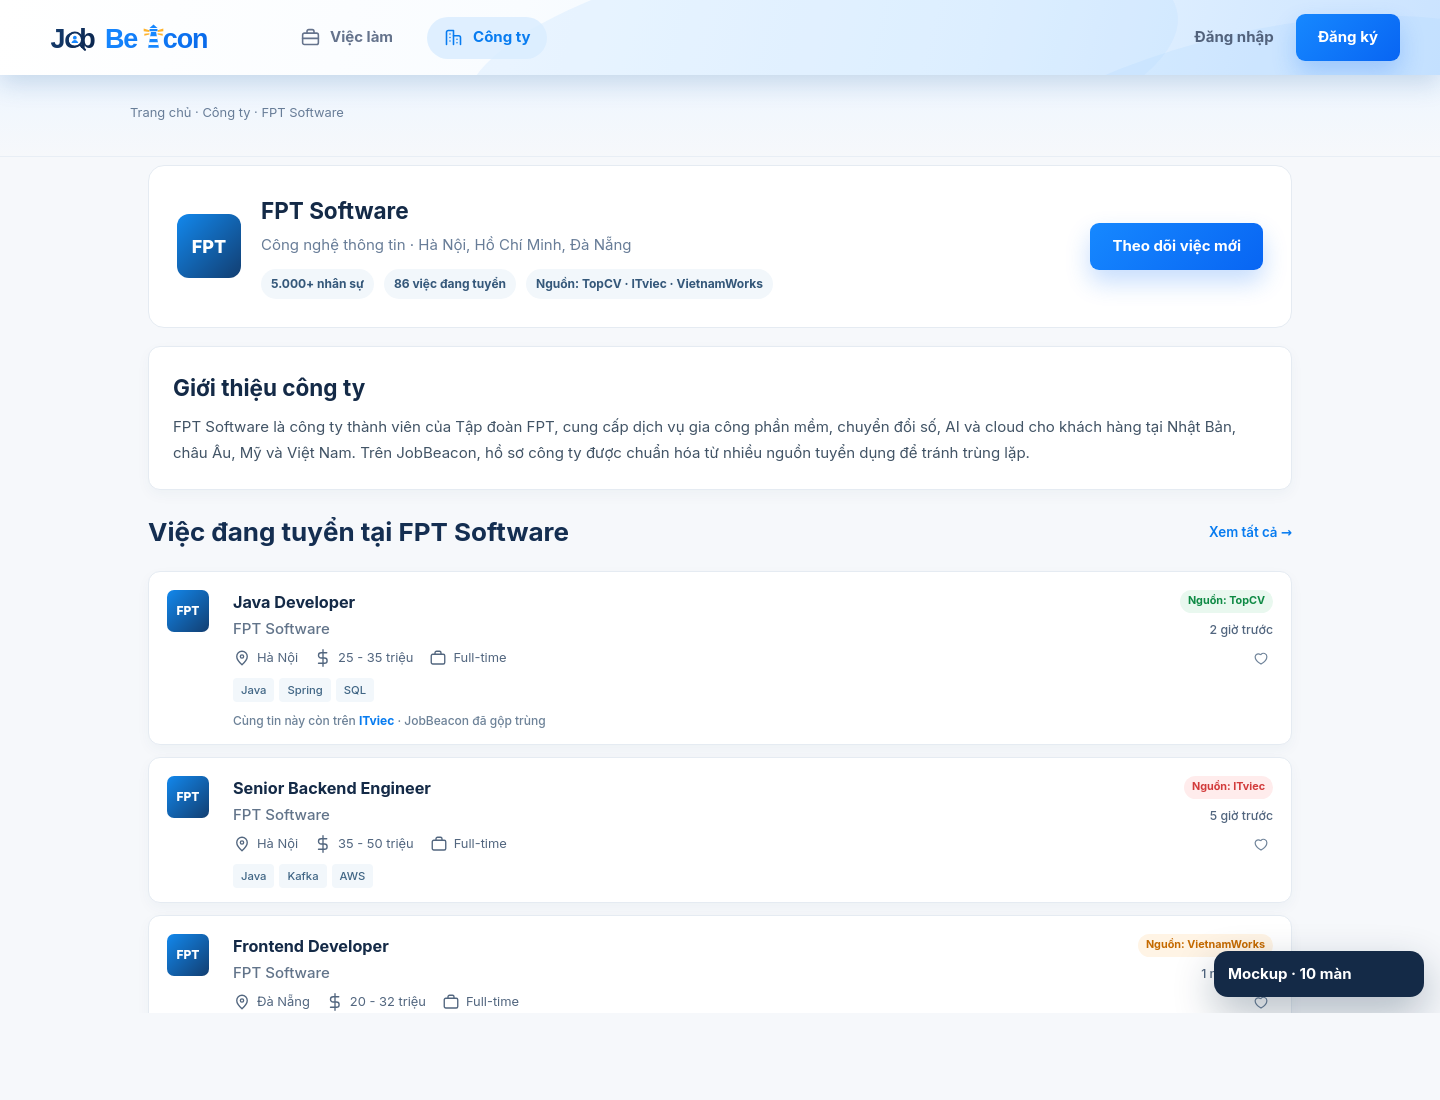 Job Beacon
Việc làm
Công ty
Đăng nhập
Đăng ký
Trang chủ · Công ty · FPT Software
FPT
FPT Software
Công nghệ thông tin · Hà Nội, Hồ Chí Minh, Đà Nẵng
5.000+ nhân sự
86 việc đang tuyển
Nguồn: TopCV · ITviec · VietnamWorks
Theo dõi việc mới
Giới thiệu công ty
FPT Software là công ty thành viên của Tập đoàn FPT, cung cấp dịch vụ gia công phần mềm, chuyển đổi số, AI và cloud cho khách hàng tại Nhật Bản,
châu Âu, Mỹ và Việt Nam. Trên JobBeacon, hồ sơ công ty được chuẩn hóa từ nhiều nguồn tuyển dụng để tránh trùng lặp.
Việc đang tuyển tại FPT Software
Xem tất cả →
FPT
Java Developer
FPT Software
Hà Nội
25 - 35 triệu
Full-time
Java
Spring
SQL
Cùng tin này còn trên ITviec · JobBeacon đã gộp trùng
Nguồn: TopCV
2 giờ trước
FPT
Senior Backend Engineer
FPT Software
Hà Nội
35 - 50 triệu
Full-time
Java
Kafka
AWS
Nguồn: ITviec
5 giờ trước
FPT
Frontend Developer
FPT Software
Đà Nẵng
20 - 32 triệu
Full-time
Nguồn: VietnamWorks
1
Mockup · 10 màn